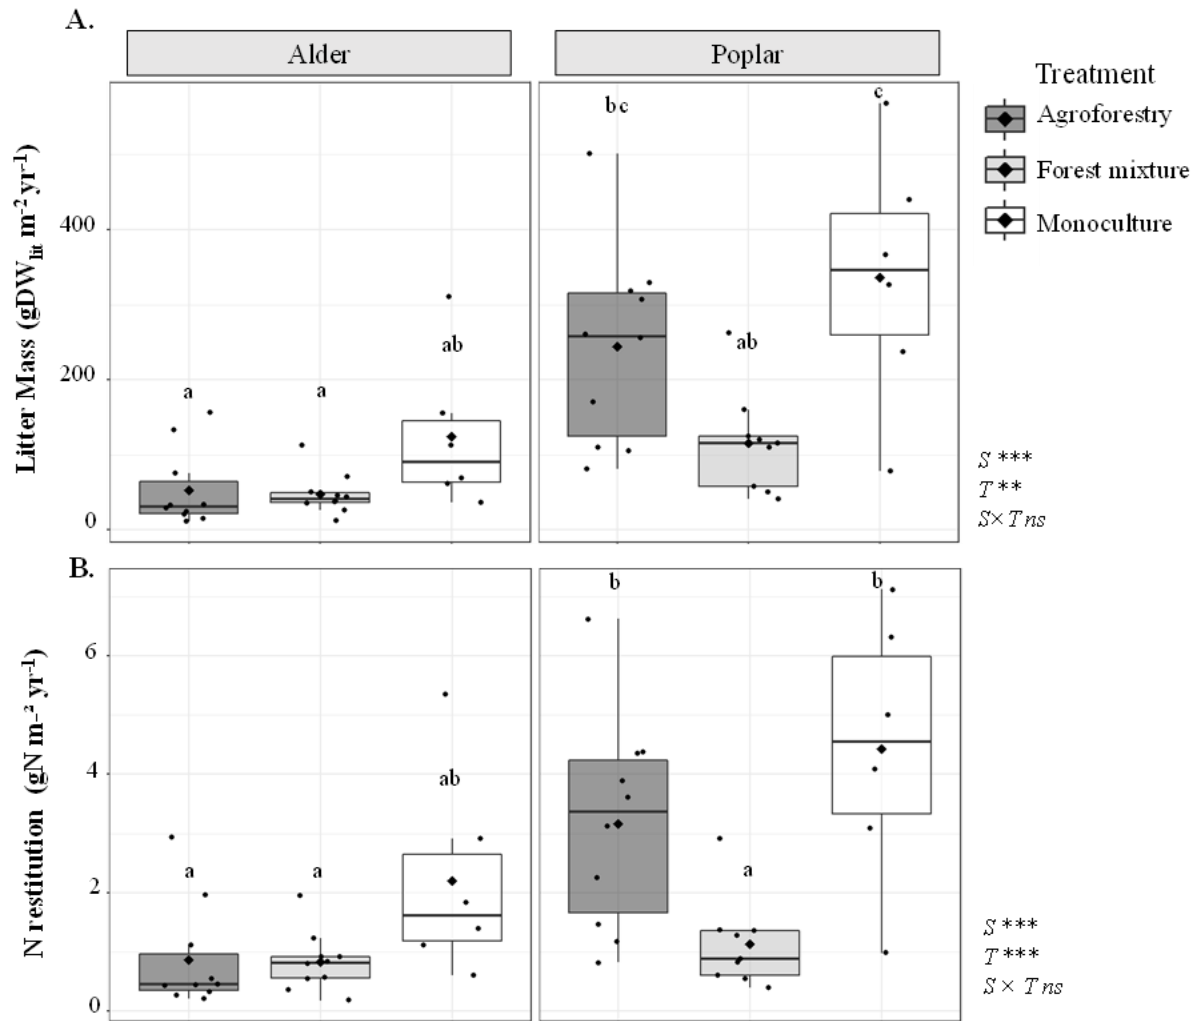 A.
Alder
Poplar
Treatment
Agroforestry
Forest mixture
Monoculture
Litter Mass (gDW_lit m⁻² yr⁻¹)
400
200
0
a
a
ab
bc
ab
c
S ***
T **
S× T ns
B.
N restitution (gN m⁻² yr⁻¹)
6
4
2
0
a
a
ab
b
a
b
S ***
T ***
S × T ns